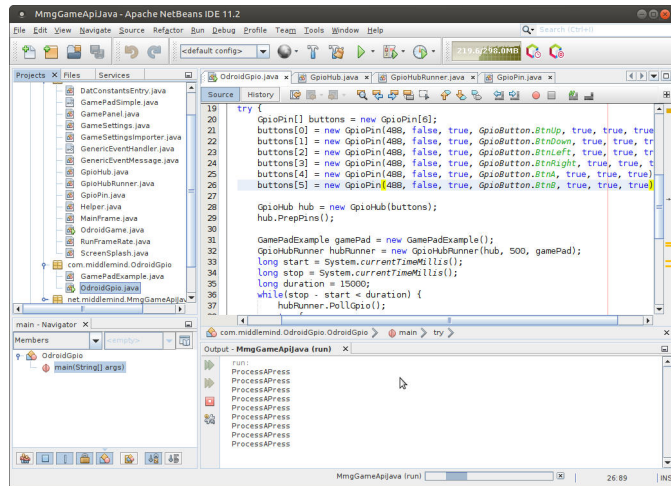 MmgGameApiJava - Apache NetBeans IDE 11.2
File Edit View Navigate Source Refactor Run Debug Profile Team Tools Window Help
Search (Ctrl+I)
<default config>
219.6/298.0MB
Projects Files Services
DatConstantsEntry.java
GamePadSimple.java
GamePanel.java
GameSettings.java
GameSettingsImporter.java
GenericEventHandler.java
GenericEventMessage.java
GpioHub.java
GpioHubRunner.java
GpioPin.java
Helper.java
MainFrame.java
OdroidGame.java
RunFrameRate.java
ScreenSplash.java
com.middlemind.OdroidGpio
GamePadExample.java
OdroidGpio.java
net.middlemind.MmgGameApiJav
main - Navigator
Members <empty>
OdroidGpio
main(String[] args)
OdroidGpio.java GpioHub.java GpioHubRunner.java GpioPin.java
Source History
19 try {
20 GpioPin[] buttons = new GpioPin[6];
21 buttons[0] = new GpioPin(488, false, true, GpioButton.BtnUp, true, true, true
22 buttons[1] = new GpioPin(488, false, true, GpioButton.BtnDown, true, true, tr
23 buttons[2] = new GpioPin(488, false, true, GpioButton.BtnLeft, true, true, tr
24 buttons[3] = new GpioPin(488, false, true, GpioButton.BtnRight, true, true, t
25 buttons[4] = new GpioPin(488, false, true, GpioButton.BtnA, true, true, true)
26 buttons[5] = new GpioPin(488, false, true, GpioButton.BtnB, true, true, true)
27
28 GpioHub hub = new GpioHub(buttons);
29 hub.PrepPins();
30
31 GamePadExample gamePad = new GamePadExample();
32 GpioHubRunner hubRunner = new GpioHubRunner(hub, 500, gamePad);
33 long start = System.currentTimeMillis();
34 long stop = System.currentTimeMillis();
35 long duration = 15000;
36 while(stop - start < duration) {
37 hubRunner.PollGpio();
com.middlemind.OdroidGpio.OdroidGpio main try
Output - MmgGameApiJava (run)
run:
ProcessAPress
ProcessAPress
ProcessAPress
ProcessAPress
ProcessAPress
ProcessAPress
ProcessAPress
ProcessAPress
ProcessAPress
MmgGameApiJava (run)
26:89 INS